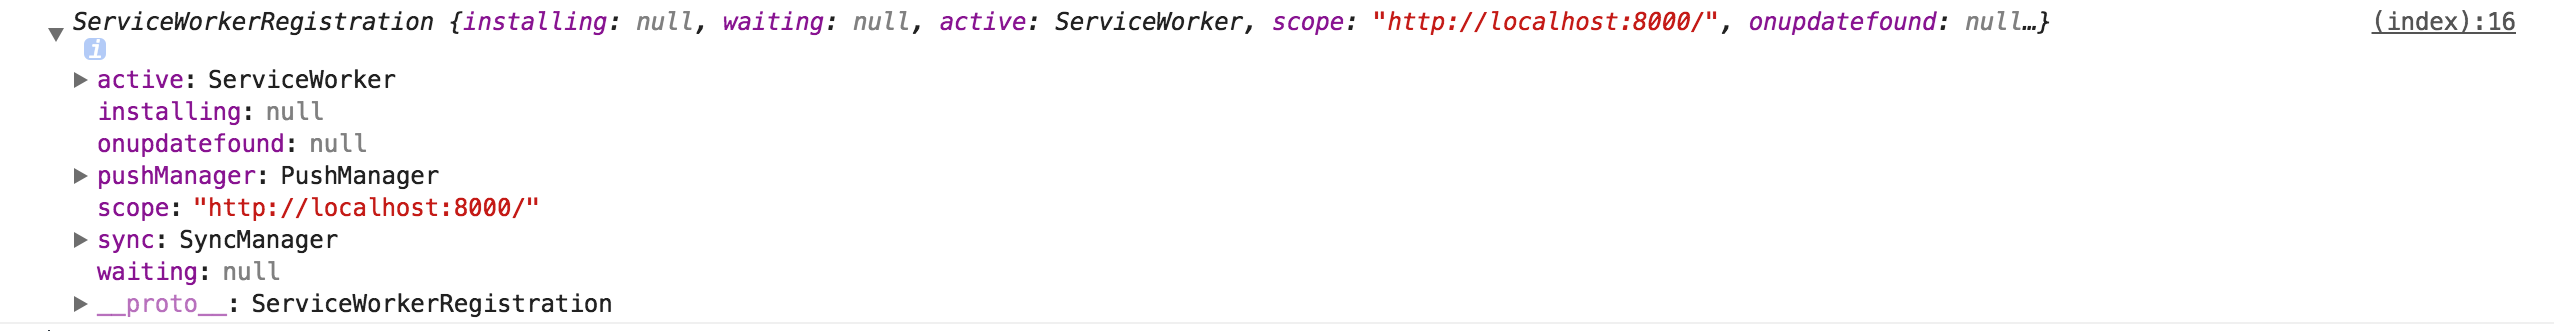 ServiceWorkerRegistration {installing: null, waiting: null, active: ServiceWorker, scope: "http://localhost:8000/", onupdatefound: null…} (index):16
i
active: ServiceWorker
installing: null
onupdatefound: null
pushManager: PushManager
scope: "http://localhost:8000/"
sync: SyncManager
waiting: null
__proto__: ServiceWorkerRegistration